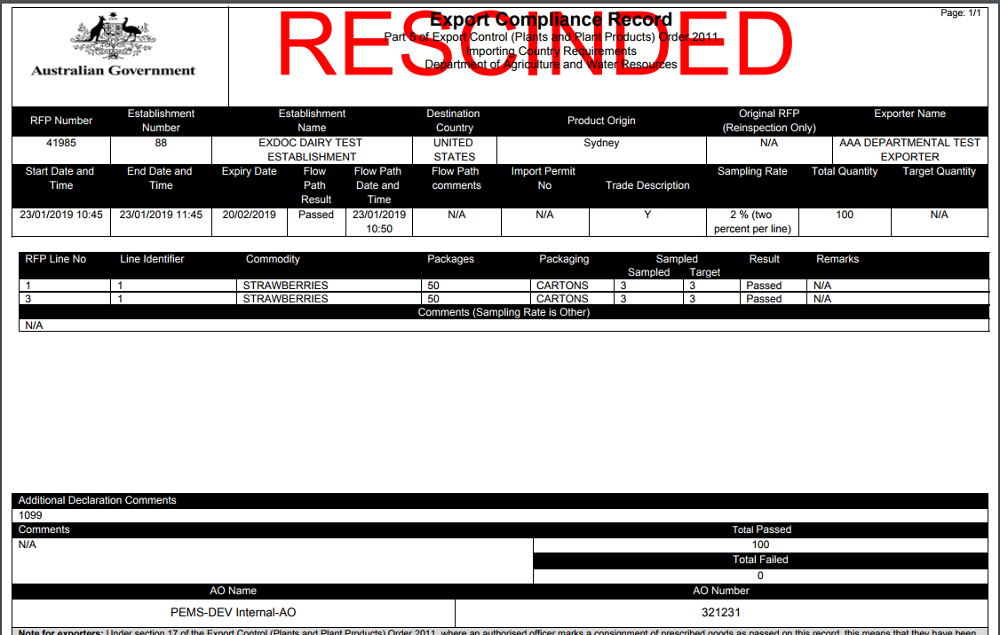 Page: 1/1
RESCINDED
Export Compliance Record
Part 5 of Export Control (Plants and Plant Products) Order 2011
Importing Country Requirements
Department of Agriculture and Water Resources
Australian Government
RFP Number Establishment Number Establishment Name Destination Country Product Origin Original RFP (Reinspection Only) Exporter Name
41985 88 EXDOC DAIRY TEST ESTABLISHMENT UNITED STATES Sydney N/A AAA DEPARTMENTAL TEST EXPORTER
Start Date and Time End Date and Time Expiry Date Flow Path Result Flow Path Date and Time Flow Path comments Import Permit No Trade Description Sampling Rate Total Quantity Target Quantity
23/01/2019 10:45 23/01/2019 11:45 20/02/2019 Passed 23/01/2019 10:50 N/A N/A Y 2 % (two percent per line) 100 N/A
RFP Line No Line Identifier Commodity Packages Packaging Sampled Result Remarks
Sampled Target
1 1 STRAWBERRIES 50 CARTONS 3 3 Passed N/A
3 1 STRAWBERRIES 50 CARTONS 3 3 Passed N/A
Comments (Sampling Rate is Other)
N/A
Additional Declaration Comments
1099
Comments Total Passed
N/A 100
Total Failed
0
AO Name AO Number
PEMS-DEV Internal-AO 321231
Note for exporters: Under section 17 of the Export Control (Plants and Plant Products) Order 2011, where an authorised officer marks a consignment of prescribed goods as passed on this record, this means that they have been